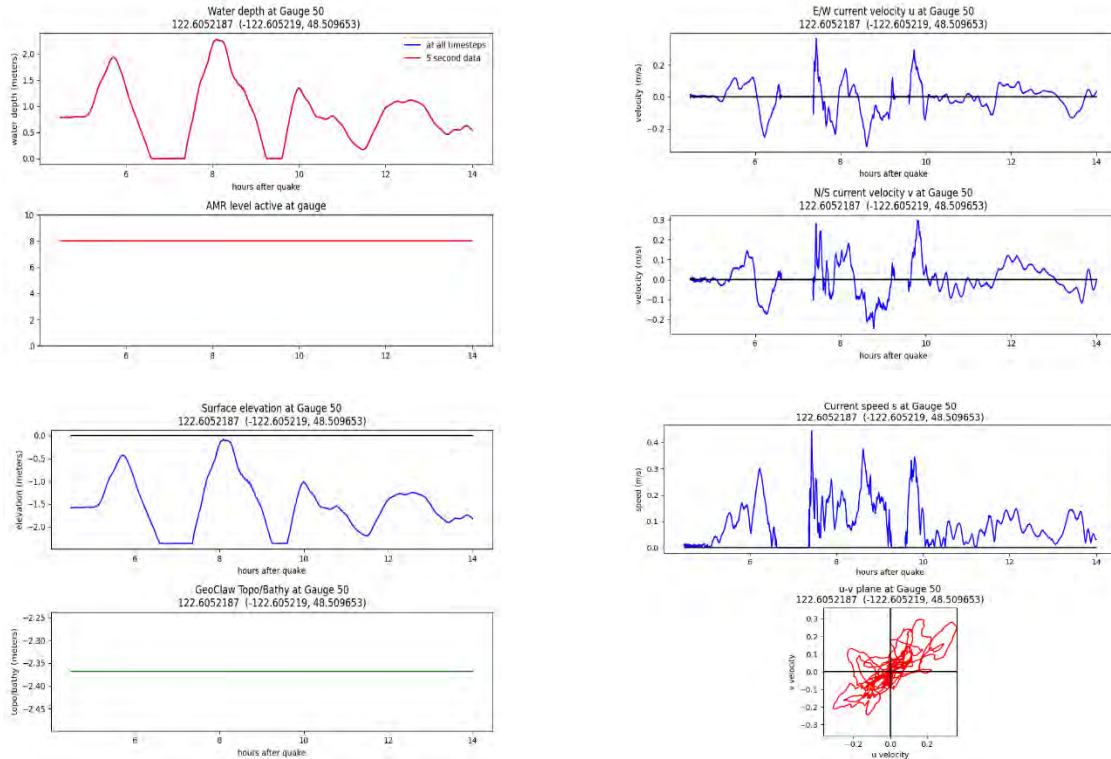 Water depth at Gauge 50
122.6052187 (-122.605219, 48.509653)
at all timesteps
5 second data
water depth (meters)
2.0
1.5
1.0
0.5
0.0
6 8 10 12 14
hours after quake
AMR level active at gauge
10
8
6
4
2
0
6 8 10 12 14
Surface elevation at Gauge 50
122.6052187 (-122.605219, 48.509653)
elevation (meters)
0.0
−0.5
−1.0
−1.5
−2.0
6 8 10 12 14
hours after quake
GeoClaw Topo/Bathy at Gauge 50
122.6052187 (-122.605219, 48.509653)
topo/bathy (meters)
−2.25
−2.30
−2.35
−2.40
−2.45
6 8 10 12 14
hours after quake
E/W current velocity u at Gauge 50
122.6052187 (-122.605219, 48.509653)
velocity (m/s)
0.2
0.0
−0.2
6 8 10 12 14
hours after quake
N/S current velocity v at Gauge 50
122.6052187 (-122.605219, 48.509653)
velocity (m/s)
0.3
0.2
0.1
0.0
−0.1
−0.2
6 8 10 12 14
hours after quake
Current speed s at Gauge 50
122.6052187 (-122.605219, 48.509653)
speed (m/s)
0.4
0.3
0.2
0.1
0.0
6 8 10 12 14
hours after quake
u-v plane at Gauge 50
122.6052187 (-122.605219, 48.509653)
v velocity
0.3
0.2
0.1
0.0
−0.1
−0.2
−0.3
−0.2 0.0 0.2
u velocity